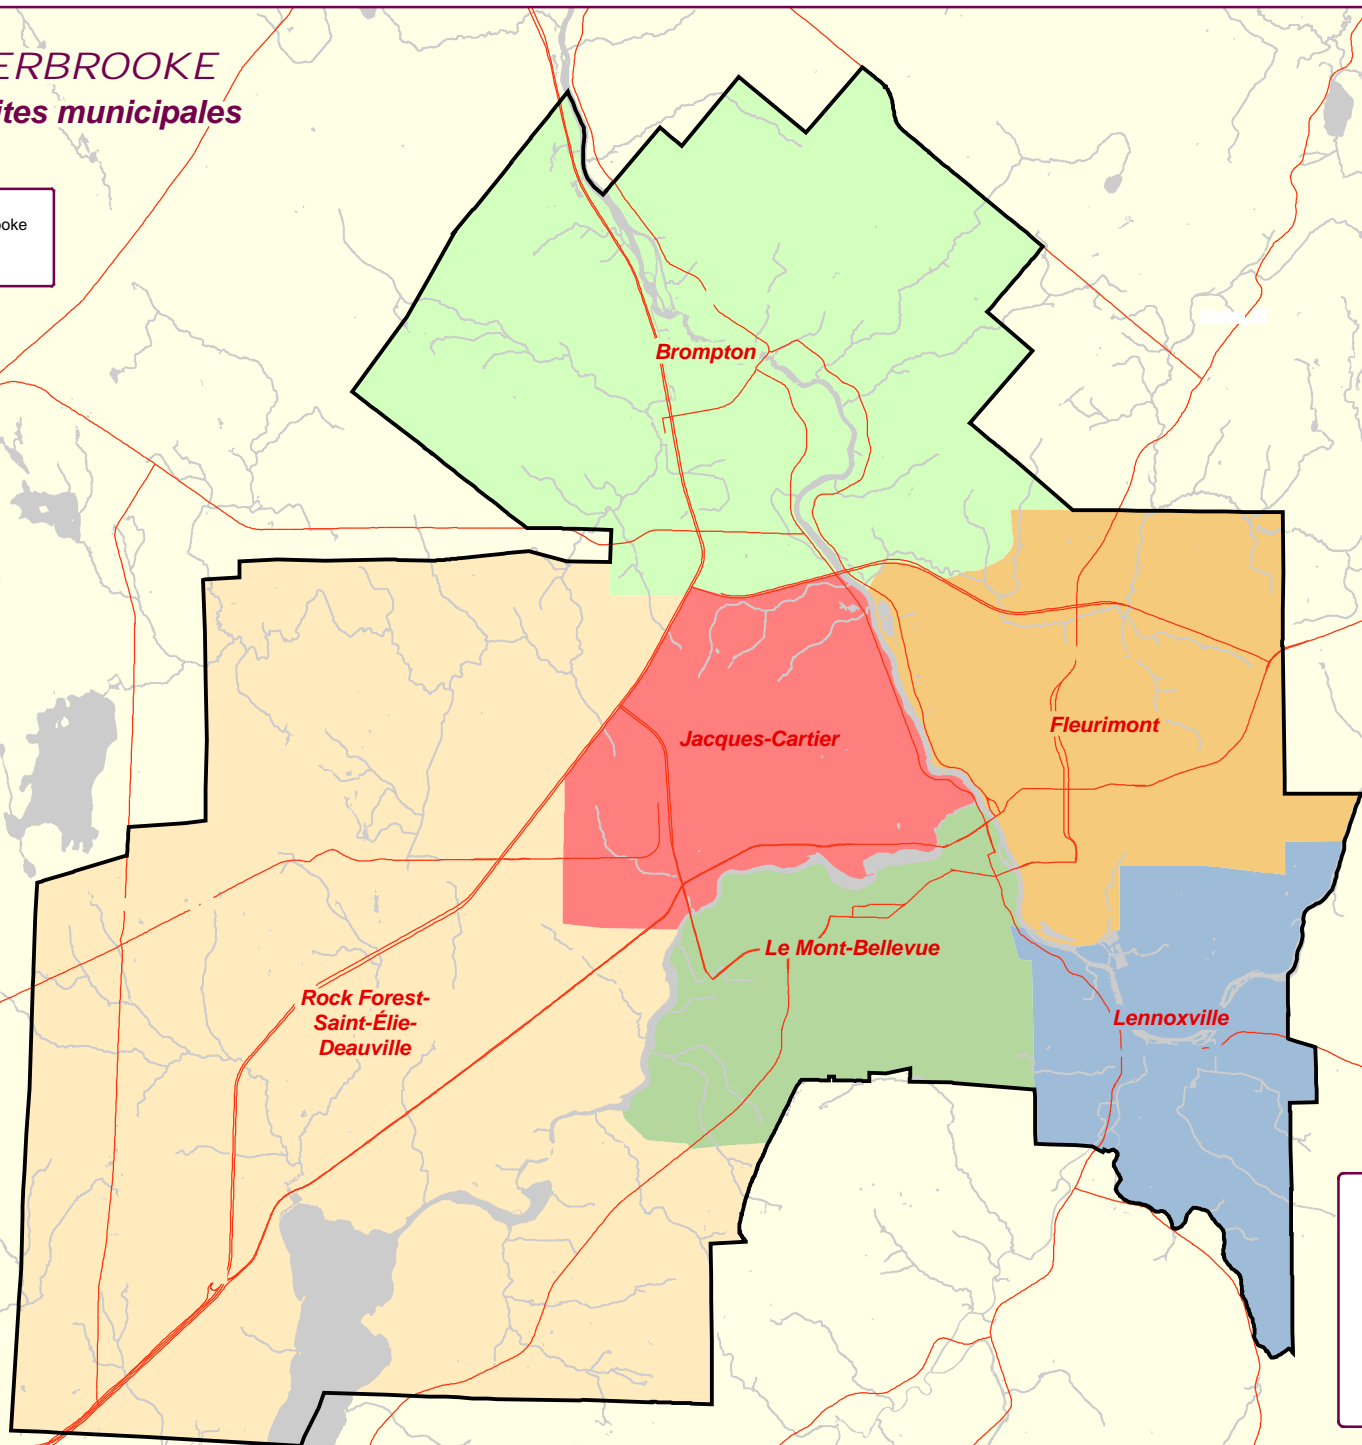 ERBROOKE
ites municipales
oke
Brompton
Fleurimont
Jacques-Cartier
Le Mont-Bellevue
Rock Forest-
Saint-Élie-
Deauville
Lennoxville